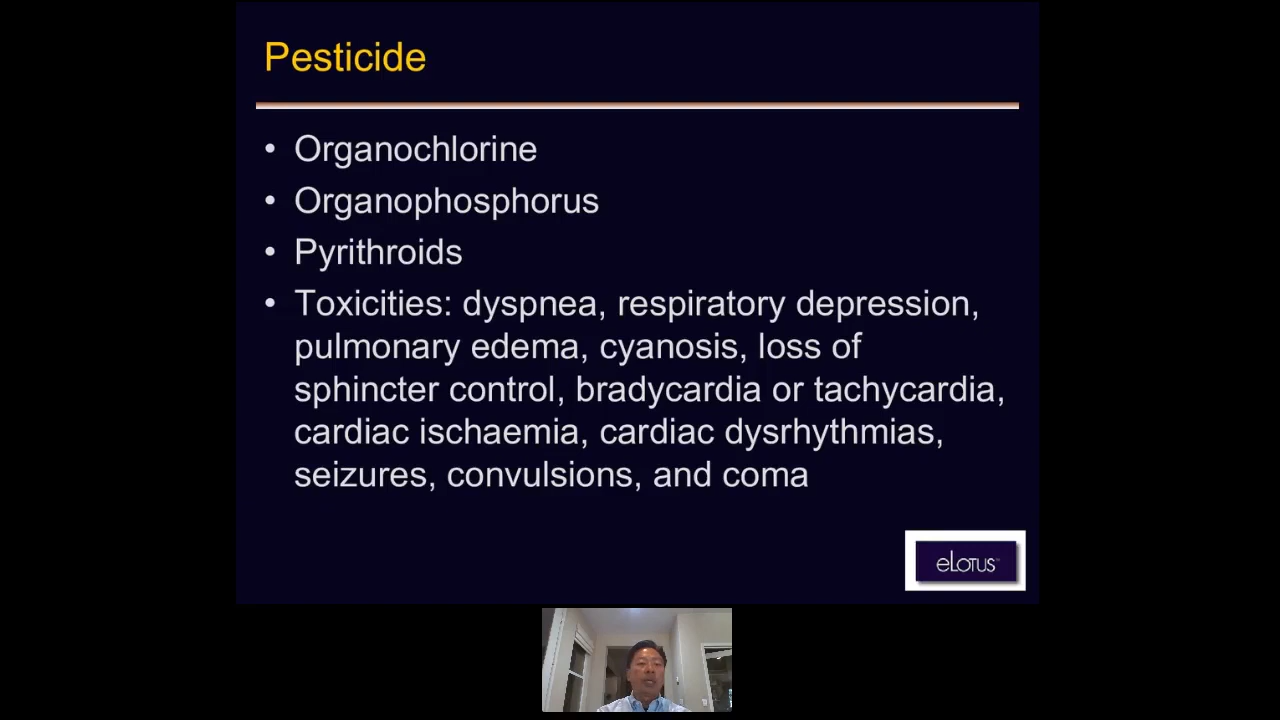 Pesticide
• Organochlorine
• Organophosphorus
• Pyrithroids
• Toxicities: dyspnea, respiratory depression,
pulmonary edema, cyanosis, loss of
sphincter control, bradycardia or tachycardia,
cardiac ischaemia, cardiac dysrhythmias,
seizures, convulsions, and coma
eLOTUS™